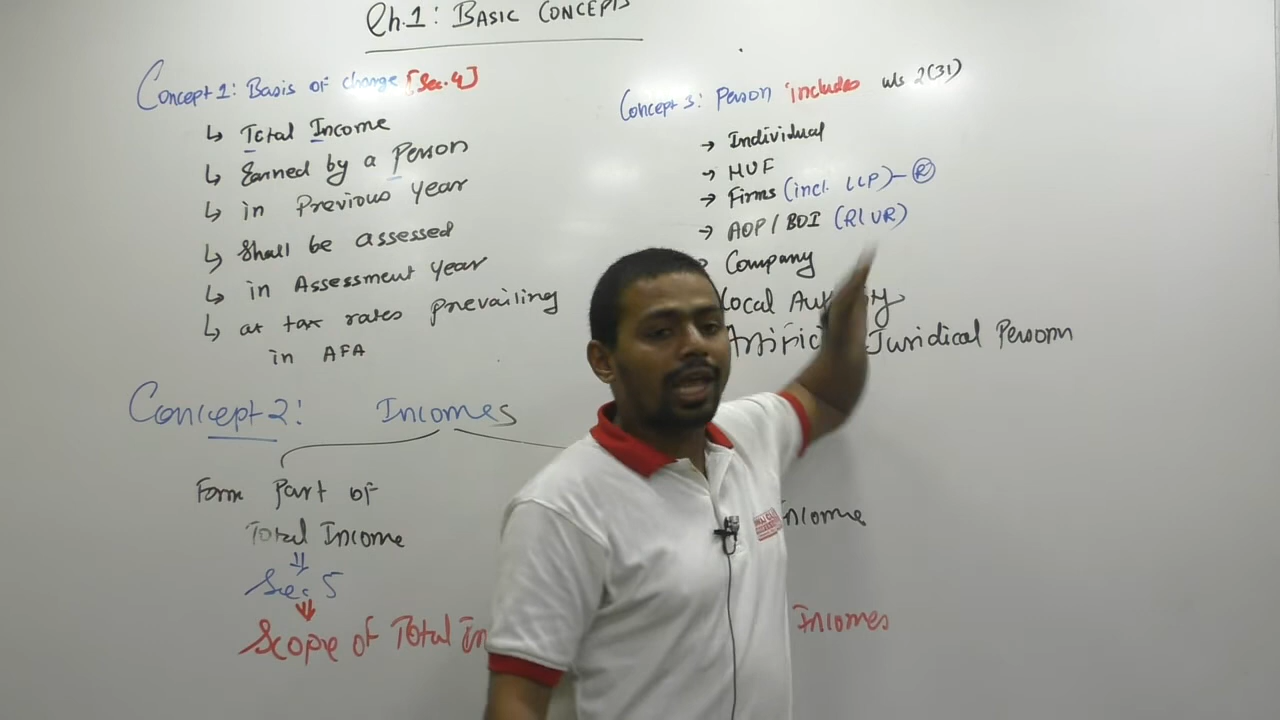 Ch.1: BASIC CONCEPTS
Concept 1: Basis of charge [Sec.4]
↳ Total Income
↳ Earned by a Person
↳ in Previous year
↳ Shall be assessed
↳ in Assessment year
↳ at tax rates prevailing
in AFA
Concept 2: Incomes
Form Part of
Total Income
⇓
Sec. 5
⇓
Scope of Total In
Income
Incomes
Concept 3: Person includes u/s 2(31)
→ Individual
→ HUF
→ Firms (incl. LLP) – R
→ AOP / BOI (R/UR)
Company
Local Au
Juridical Person